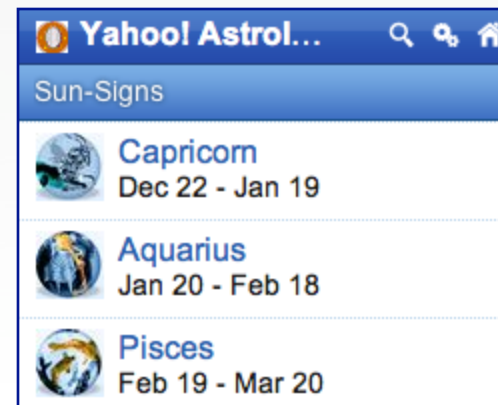 Yahoo! Astrol...
Sun-Signs
Capricorn
Dec 22 - Jan 19
Aquarius
Jan 20 - Feb 18
Pisces
Feb 19 - Mar 20